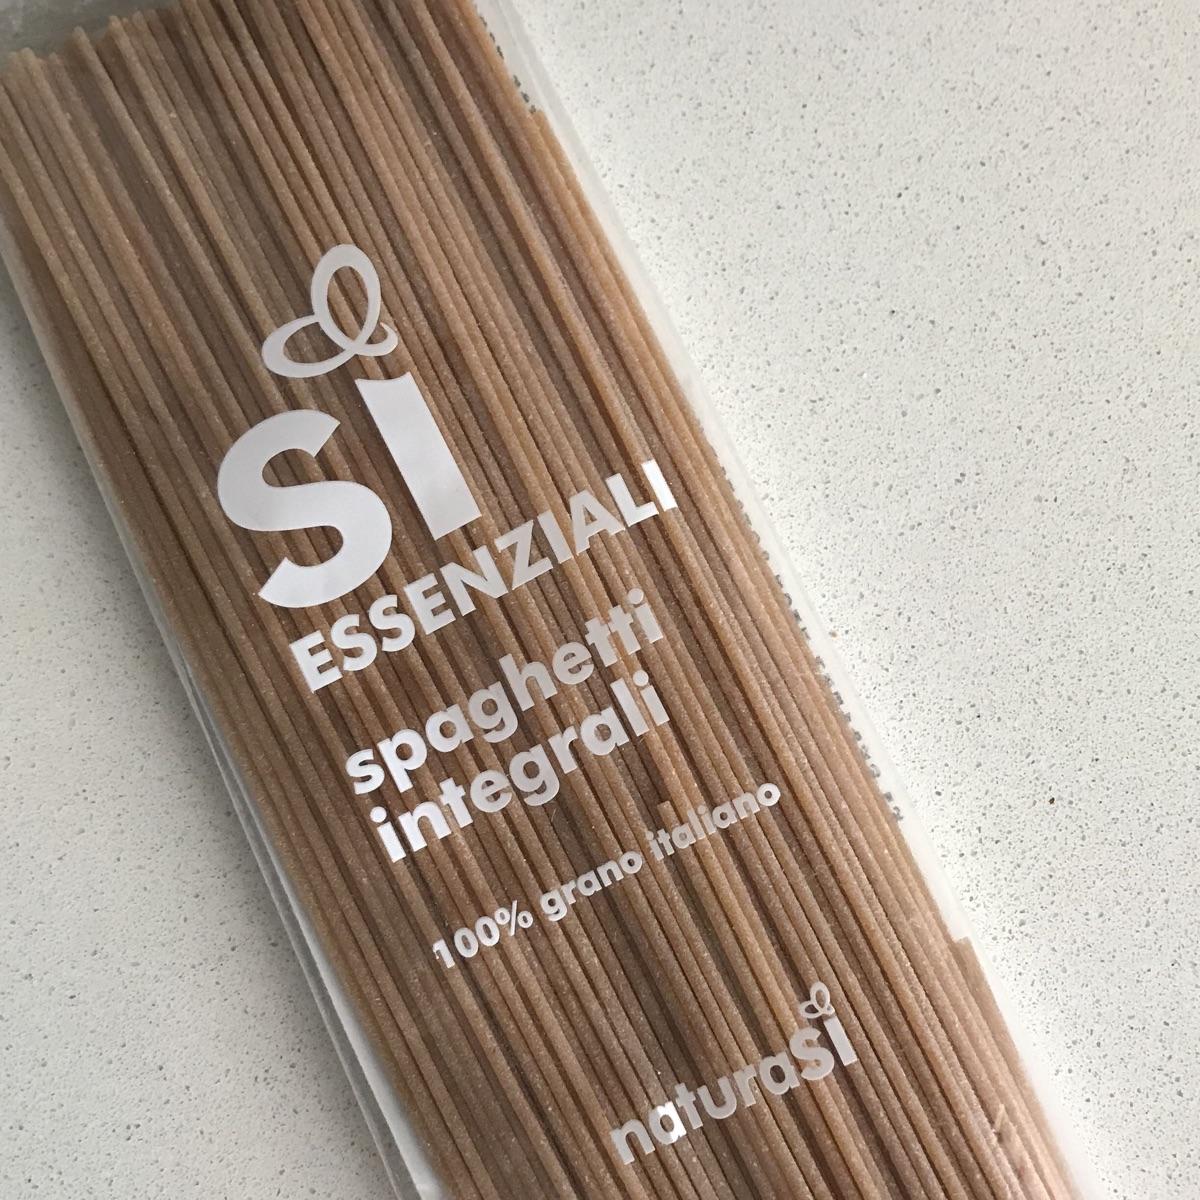 sì
ESSENZIALI
spaghetti
integrali
100% grano italiano
naturasì